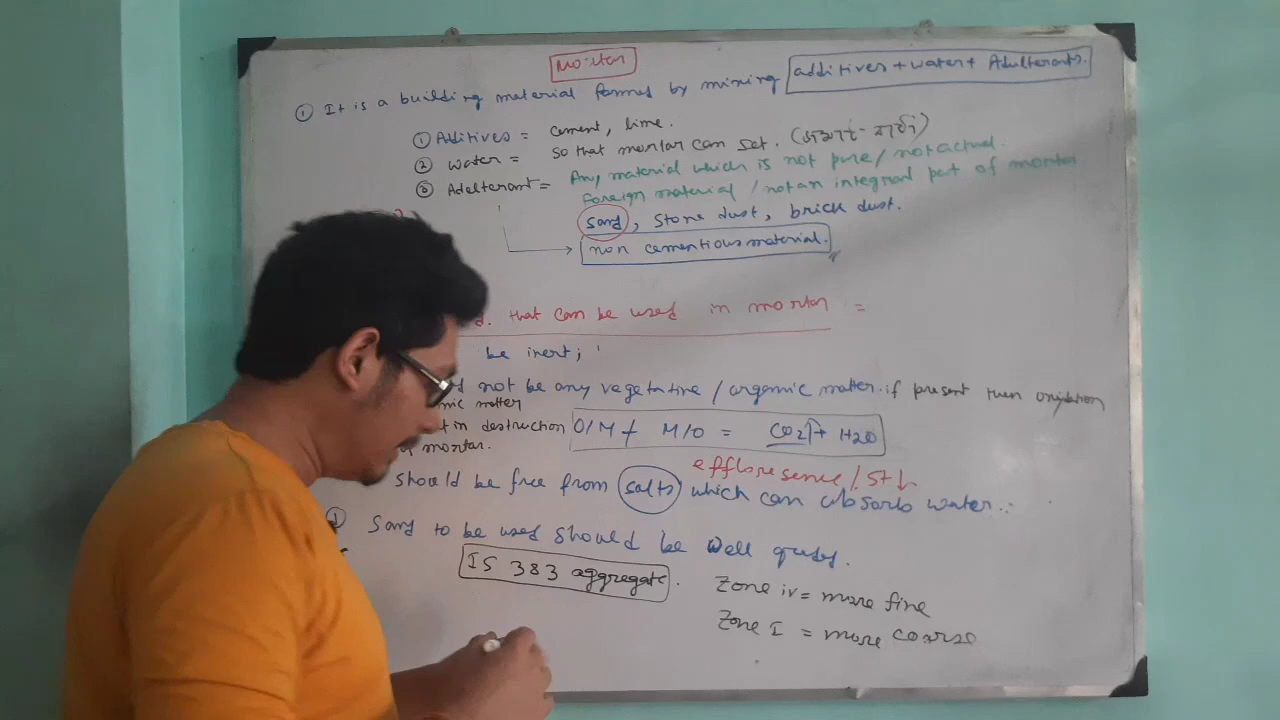 Mortar
① It is a building material formed by mixing additives + water + Adulterants.
① Additives = cement, lime.
② Water = so that mortar can set.
③ Adulterant = Any material which is not pure / not actual.
Foreign material / not an integral part of mortar
Sand, stone dust, brick dust.
non cementious material.
that can be used in mortar =
be inert;
not be any vegetative / organic matter. if present then oxydation
matter
in destruction O/M + M/O = CO2↑ + H2O
mortar.
efflorescence / St↓
should be free from salts which can absorb water.
Sand to be used should be well graded.
IS 383 aggregate.
Zone iv = more fine
Zone I = more coarse